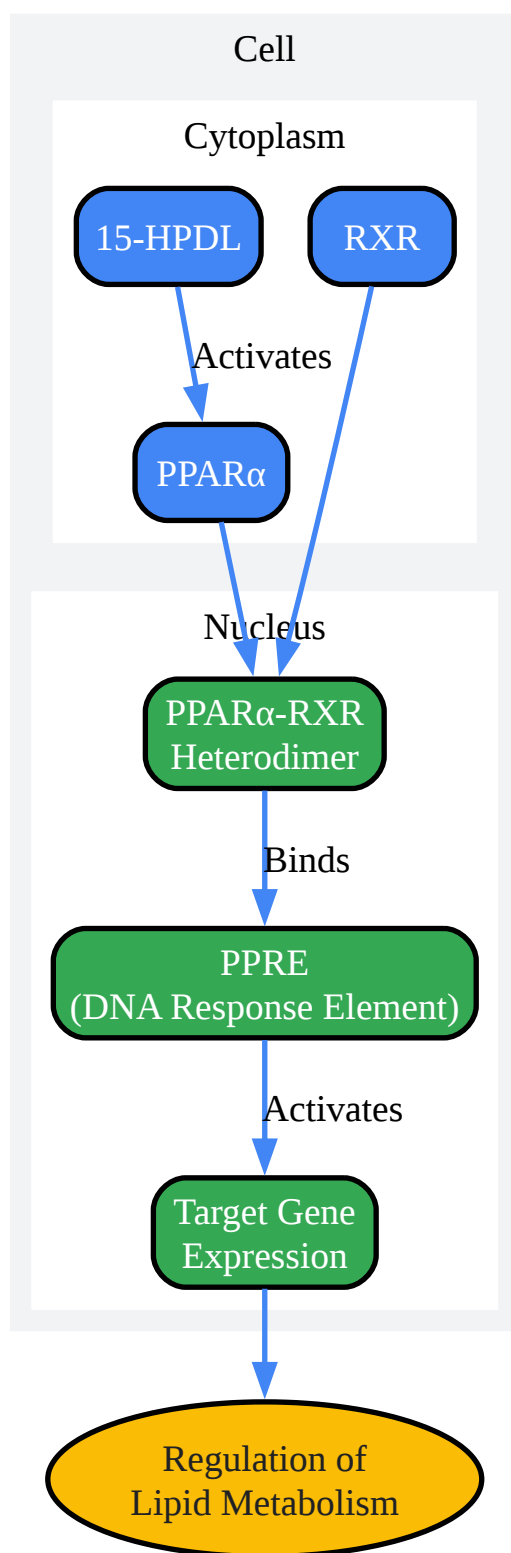 Cell
Cytoplasm
15-HPDL
RXR
Activates
PPARα
Nucleus
PPARα-RXR
Heterodimer
Binds
PPRE
(DNA Response Element)
Activates
Target Gene
Expression
Regulation of
Lipid Metabolism